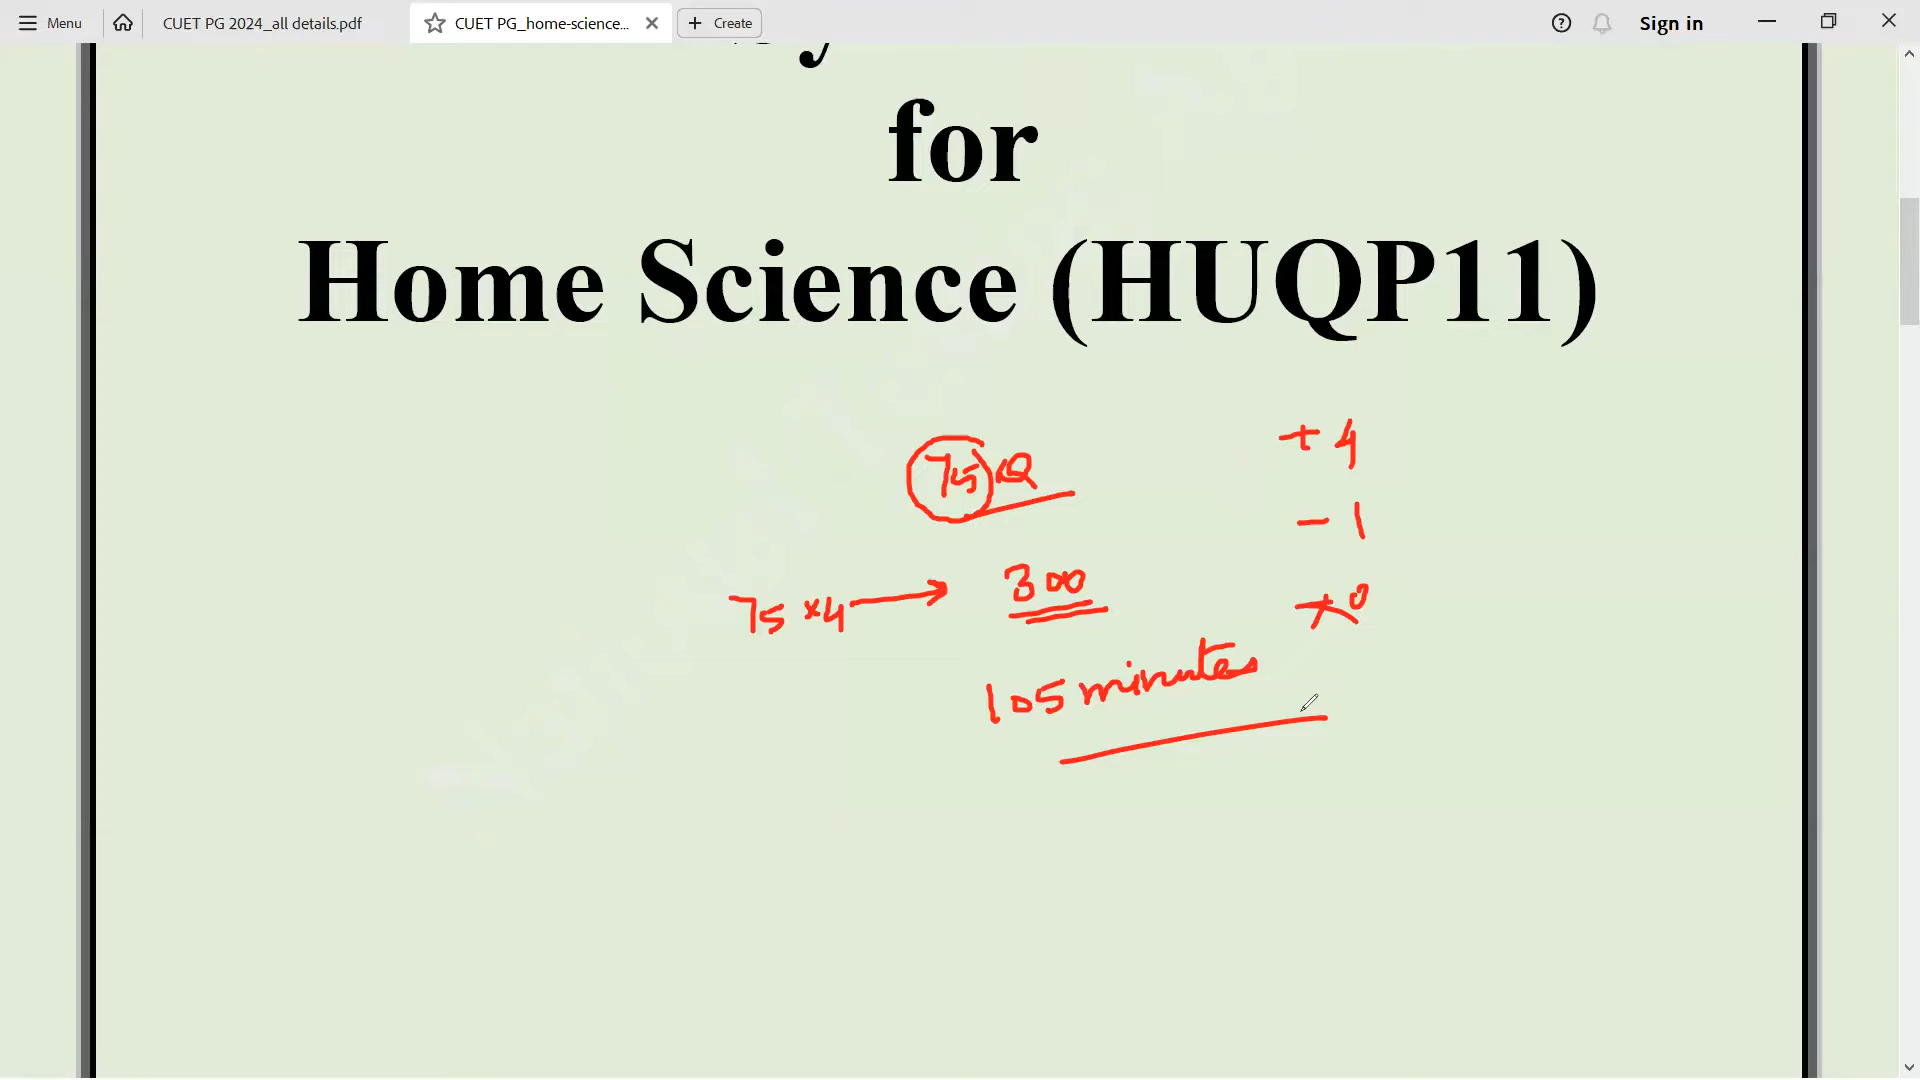 Menu
CUET PG 2024_all details.pdf
CUET PG_home-science...
Create
Sign in
for
Home Science (HUQP11)
75 Q
+ 4
- 1
300
0
75 × 4
105 minutes